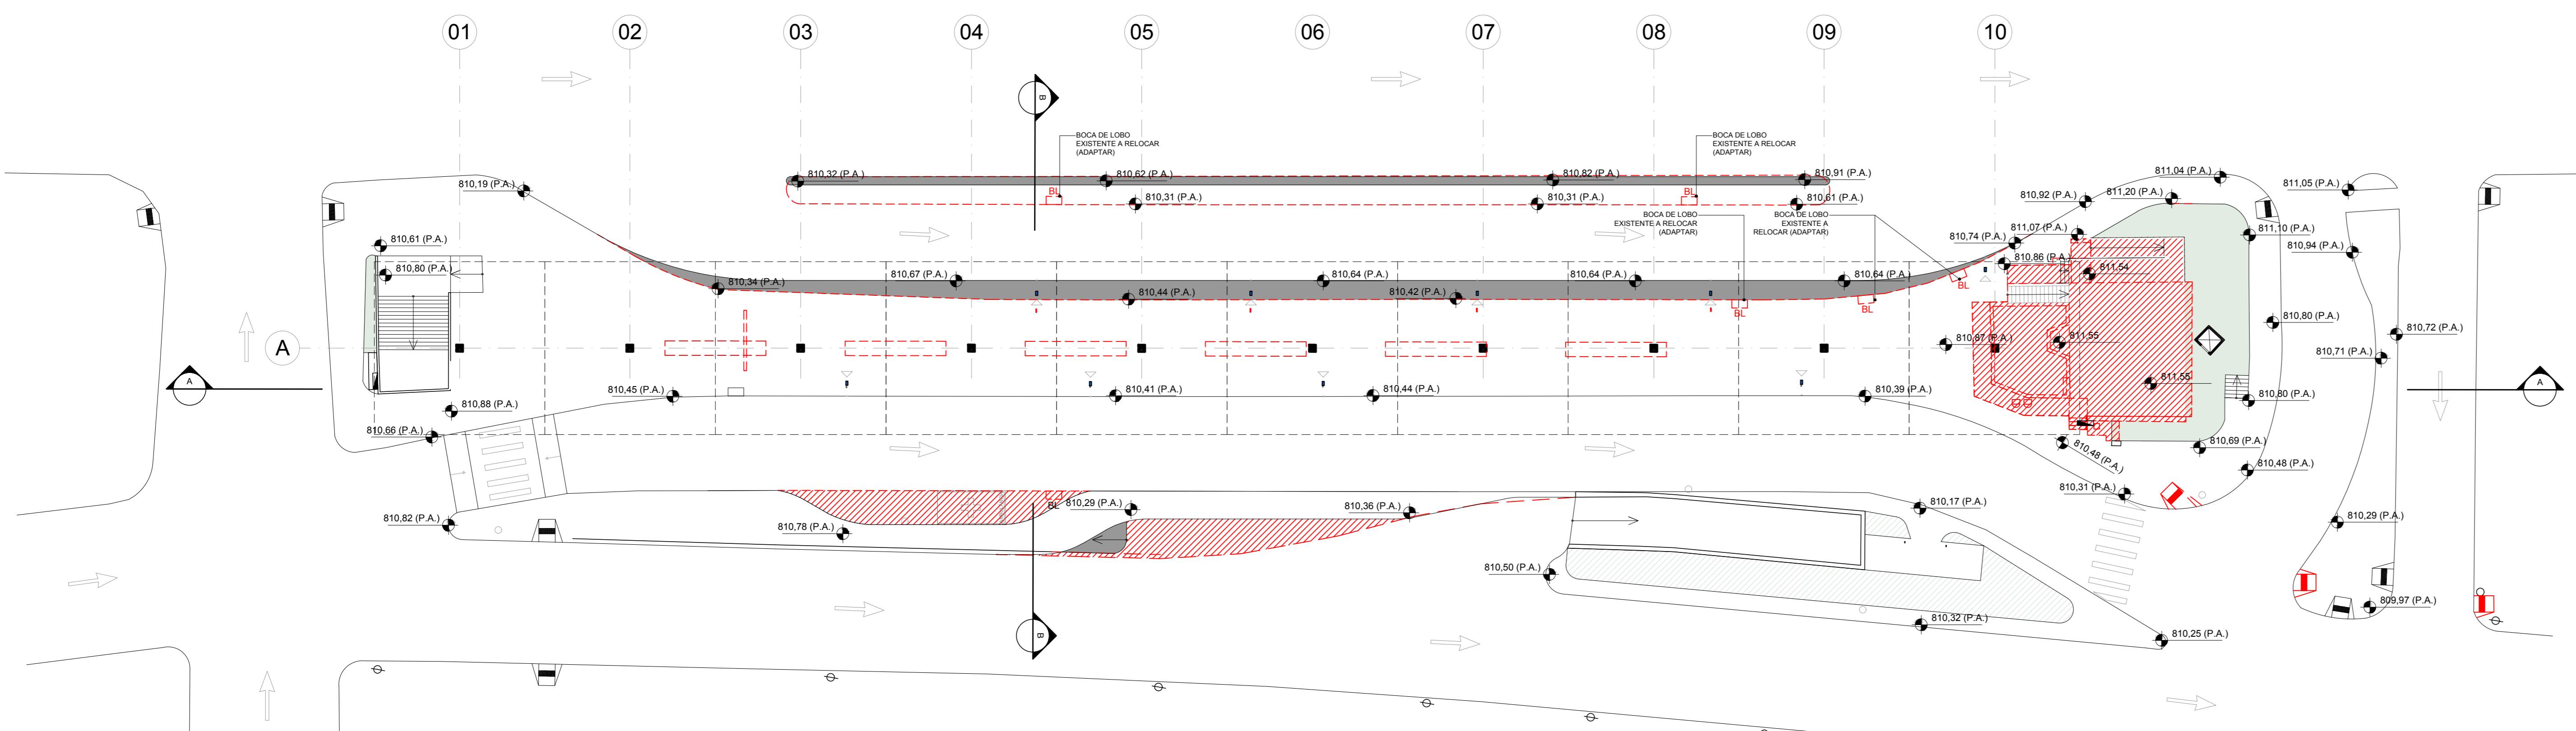 01 02 03 04 05 06 07 08 09 10
B
BOCA DE LOBO
EXISTENTE A RELOCAR
(ADAPTAR)
BOCA DE LOBO
EXISTENTE A RELOCAR
(ADAPTAR)
810,19 (P.A.)
810,32 (P.A.)
810,62 (P.A.)
810,82 (P.A.)
810,91 (P.A.)
811,04 (P.A.)
811,05 (P.A.)
BL
BL
810,31 (P.A.)
810,31 (P.A.)
810,61 (P.A.)
810,92 (P.A.)
811,20 (P.A.)
BOCA DE LOBO
EXISTENTE A RELOCAR
(ADAPTAR)
BOCA DE LOBO
EXISTENTE A
RELOCAR (ADAPTAR)
810,61 (P.A.)
810,74 (P.A.)
811,07 (P.A.)
811,10 (P.A.)
810,94 (P.A.)
810,80 (P.A.)
810,34 (P.A.)
810,67 (P.A.)
810,64 (P.A.)
810,64 (P.A.)
810,64 (P.A.)
810,86 (P.A.)
811,54
BL
810,44 (P.A.)
810,42 (P.A.)
BL
BL
810,80 (P.A.)
810,72 (P.A.)
A
810,87 (P.A.)
811,55
810,71 (P.A.)
A
A
811,55
810,45 (P.A.)
810,41 (P.A.)
810,44 (P.A.)
810,39 (P.A.)
810,80 (P.A.)
810,88 (P.A.)
810,66 (P.A.)
810,69 (P.A.)
810,48 (P.A.)
810,48 (P.A.)
810,31 (P.A.)
BL
810,29 (P.A.)
810,36 (P.A.)
810,17 (P.A.)
810,82 (P.A.)
810,78 (P.A.)
810,29 (P.A.)
810,50 (P.A.)
809,97 (P.A.)
810,32 (P.A.)
B
810,25 (P.A.)